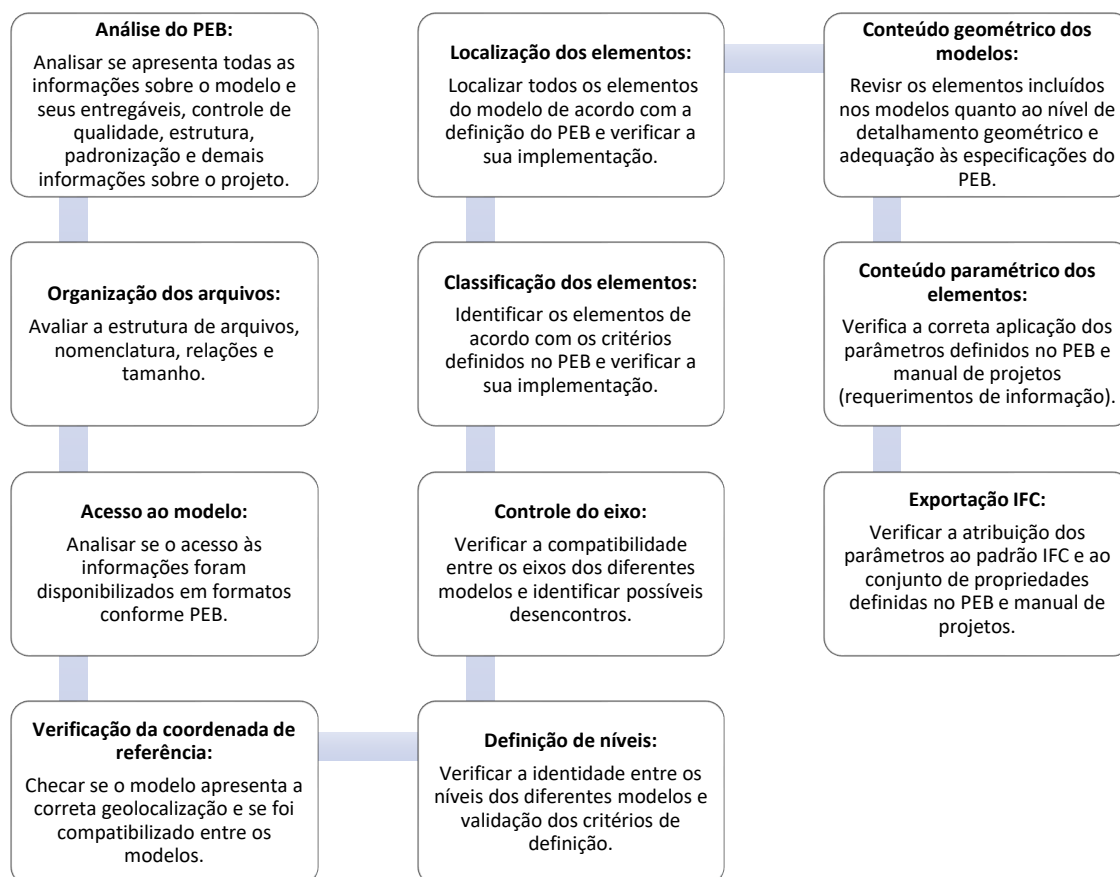 Análise do PEB:
Analisar se apresenta todas as
informações sobre o modelo e
seus entregáveis, controle de
qualidade, estrutura,
padronização e demais
informações sobre o projeto.
Organização dos arquivos:
Avaliar a estrutura de arquivos,
nomenclatura, relações e
tamanho.
Acesso ao modelo:
Analisar se o acesso às
informações foram
disponibilizados em formatos
conforme PEB.
Verificação da coordenada de
referência:
Checar se o modelo apresenta a
correta geolocalização e se foi
compatibilizado entre os
modelos.
Definição de níveis:
Verificar a identidade entre os
níveis dos diferentes modelos e
validação dos critérios de
definição.
Controle do eixo:
Verificar a compatibilidade
entre os eixos dos diferentes
modelos e identificar possíveis
desencontros.
Classificação dos elementos:
Identificar os elementos de
acordo com os critérios
definidos no PEB e verificar a
sua implementação.
Localização dos elementos:
Localizar todos os elementos
do modelo de acordo com a
definição do PEB e verificar a
sua implementação.
Conteúdo geométrico dos
modelos:
Revisr os elementos incluídos
nos modelos quanto ao nível de
detalhamento geométrico e
adequação às especificações do
PEB.
Conteúdo paramétrico dos
elementos:
Verifica a correta aplicação dos
parâmetros definidos no PEB e
manual de projetos
(requerimentos de informação).
Exportação IFC:
Verificar a atribuição dos
parâmetros ao padrão IFC e ao
conjunto de propriedades
definidas no PEB e manual de
projetos.